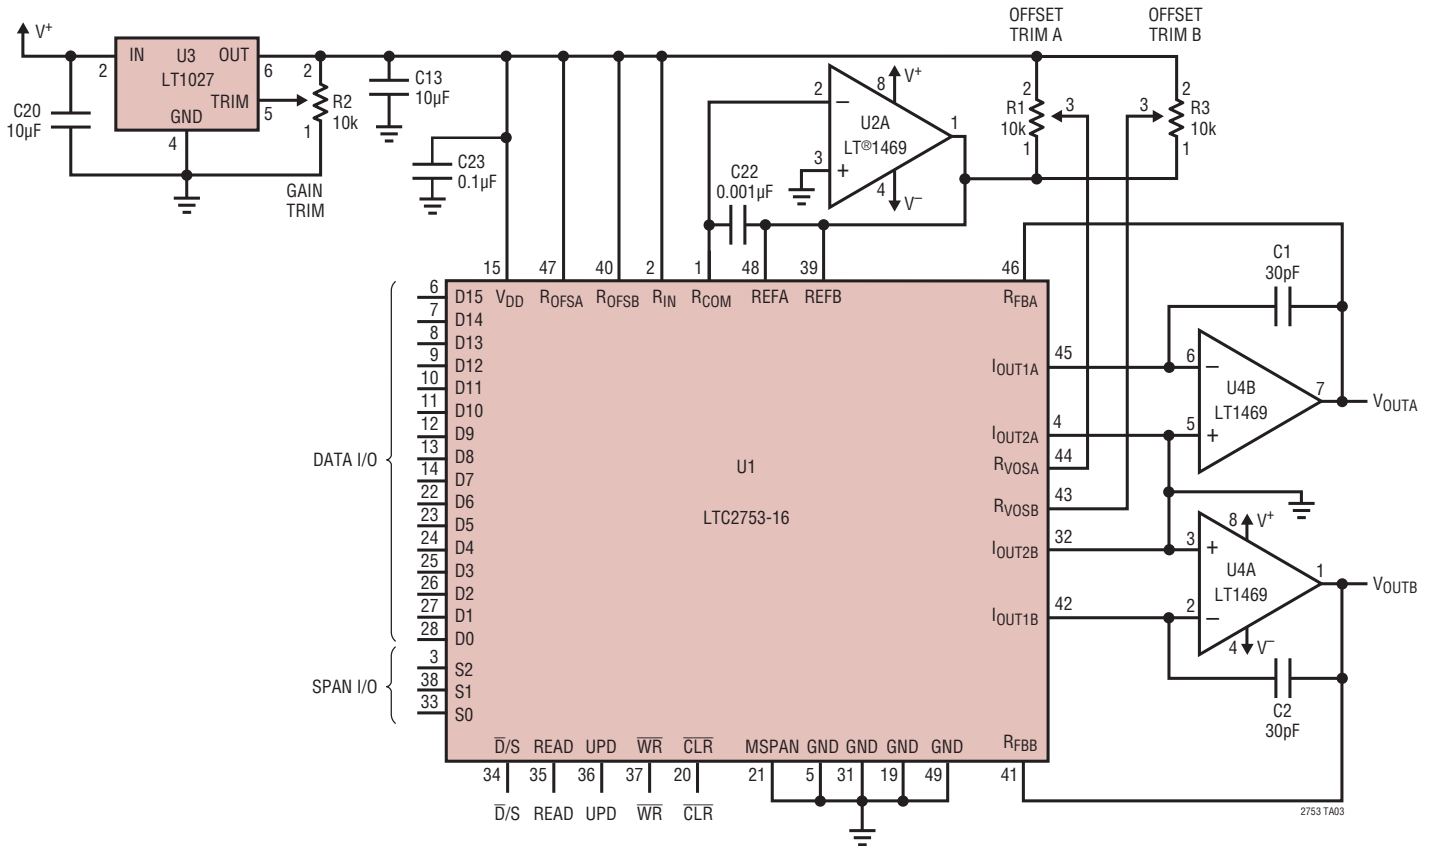 OFFSET
TRIM A
OFFSET
TRIM B
V+
IN
U3
OUT
LT1027
TRIM
GND
2
6
5
4
2
R2
10k
1
GAIN
TRIM
C20
10µF
C13
10µF
C23
0.1µF
C22
0.001µF
2
8
V+
U2A
LT®1469
1
3
4
V–
2
R1
10k
3
1
2
3
R3
10k
1
15
47
40
2
1
48
39
46
VDD
ROFSA
ROFSB
RIN
RCOM
REFA
REFB
RFBA
DATA I/O
6
D15
7
D14
8
D13
9
D12
10
D11
11
D10
12
D9
13
D8
14
D7
22
D6
23
D5
24
D4
25
D3
26
D2
27
D1
28
D0
SPAN I/O
3
S2
38
S1
33
S0
U1
LTC2753-16
IOUT1A
45
IOUT2A
4
RVOSA
44
RVOSB
43
IOUT2B
32
IOUT1B
42
RFBB
41
C1
30pF
6
U4B
LT1469
7
5
VOUTA
8
V+
3
U4A
LT1469
1
2
4
V–
VOUTB
C2
30pF
D̅/S
READ
UPD
W̅R̅
C̅L̅R̅
MSPAN
GND
GND
GND
GND
34
35
36
37
20
21
5
31
19
49
D̅/S
READ
UPD
W̅R̅
C̅L̅R̅
2753 TA03